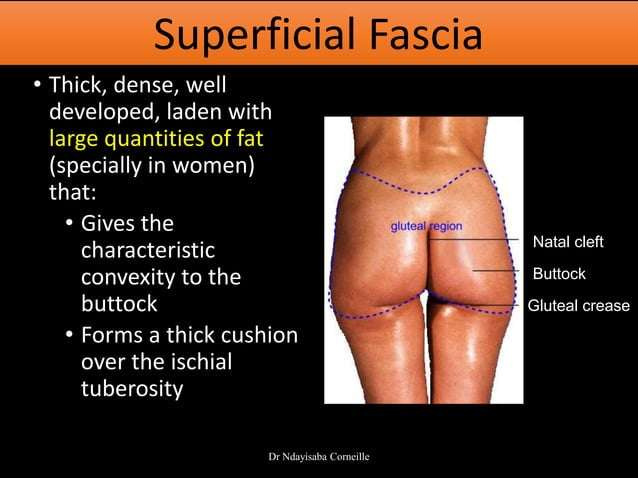 Superficial Fascia
• Thick, dense, well
developed, laden with
large quantities of fat
(specially in women)
that:
• Gives the
characteristic
convexity to the
buttock
• Forms a thick cushion
over the ischial
tuberosity
gluteal region
Natal cleft
Buttock
Gluteal crease
Dr Ndayisaba Corneille